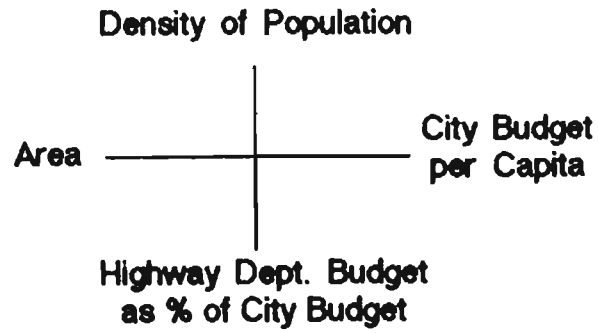 Density of Population
Area
City Budget
per Capita
Highway Dept. Budget
as % of City Budget